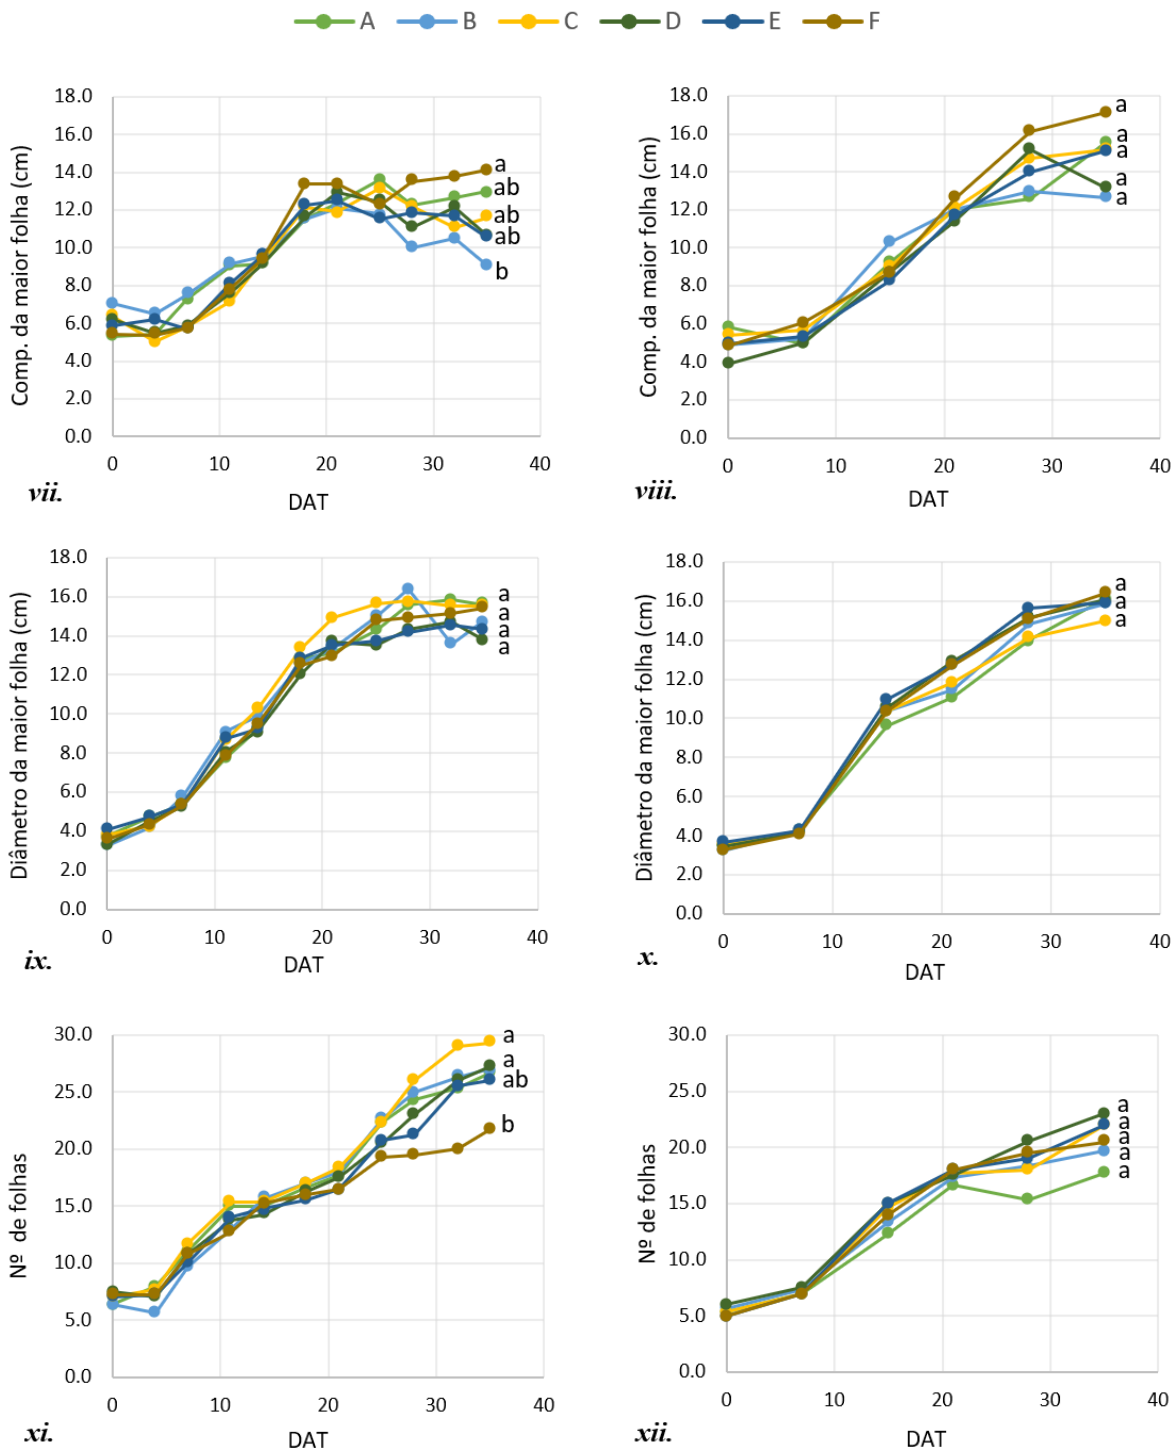 A B C D E F
18.0
16.0
14.0
12.0
10.0
8.0
6.0
4.0
2.0
0.0
Comp. da maior folha (cm)
a
ab
ab
ab
b
0 10 20 30 40
vii.
DAT
18.0
16.0
14.0
12.0
10.0
8.0
6.0
4.0
2.0
0.0
Comp. da maior folha (cm)
a
a
a
a
a
0 10 20 30 40
viii.
DAT
18.0
16.0
14.0
12.0
10.0
8.0
6.0
4.0
2.0
0.0
Diâmetro da maior folha (cm)
a
a
a
a
0 10 20 30 40
ix.
DAT
18.0
16.0
14.0
12.0
10.0
8.0
6.0
4.0
2.0
0.0
Diâmetro da maior folha (cm)
a
a
a
0 10 20 30 40
x.
DAT
30.0
25.0
20.0
15.0
10.0
5.0
0.0
Nº de folhas
a
a
ab
b
0 10 20 30 40
xi.
DAT
30.0
25.0
20.0
15.0
10.0
5.0
0.0
Nº de folhas
a
a
a
a
a
0 10 20 30 40
xii.
DAT